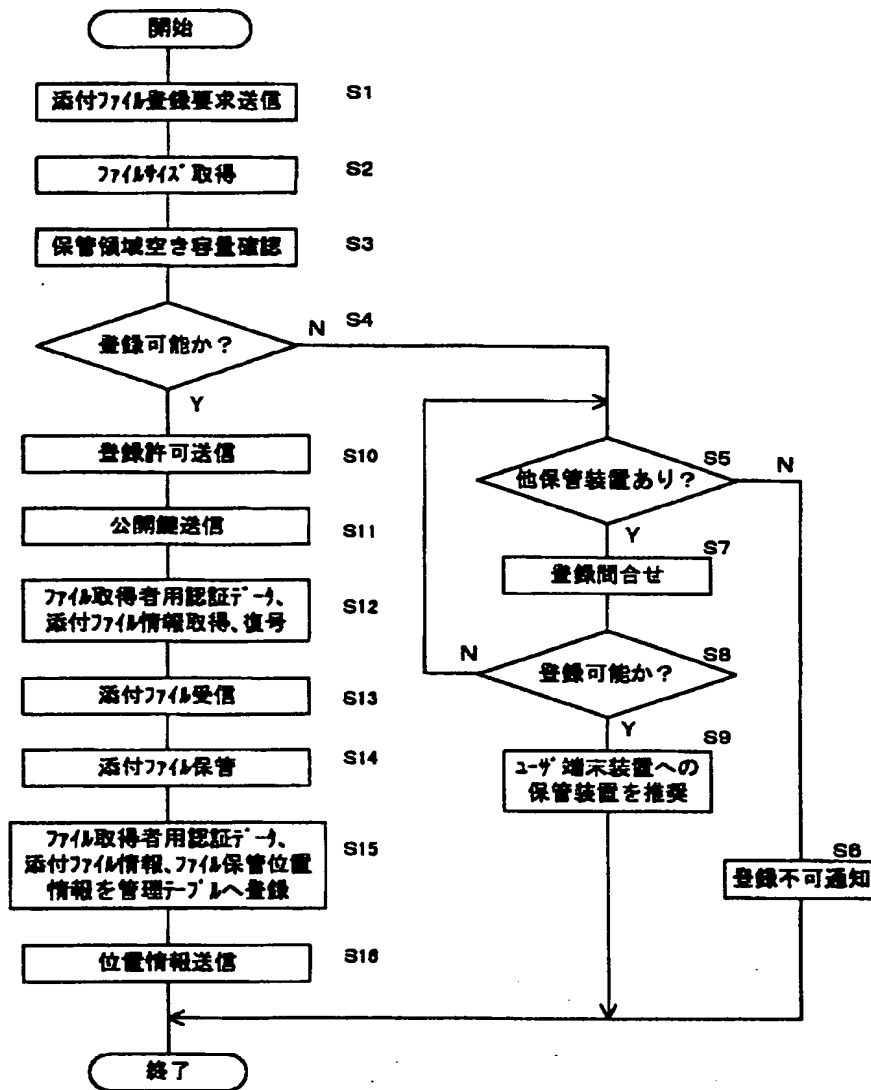 開始
添付ファイル登録要求送信
S1
ファイルサイズ取得
S2
保管領域空き容量確認
S3
登録可能か?
N
S4
Y
登録許可送信
S10
公開鍵送信
S11
ファイル取得者用認証データ、
添付ファイル情報取得、復号
S12
添付ファイル受信
S13
添付ファイル保管
S14
ファイル取得者用認証データ、
添付ファイル情報、ファイル保管位置
情報を管理テーブルへ登録
S15
位置情報送信
S16
終了
他保管装置あり?
S5
N
Y
S7
登録問合せ
N
登録可能か?
S8
Y
S9
ユーザ端末装置への
保管装置を推奨
S6
登録不可通知